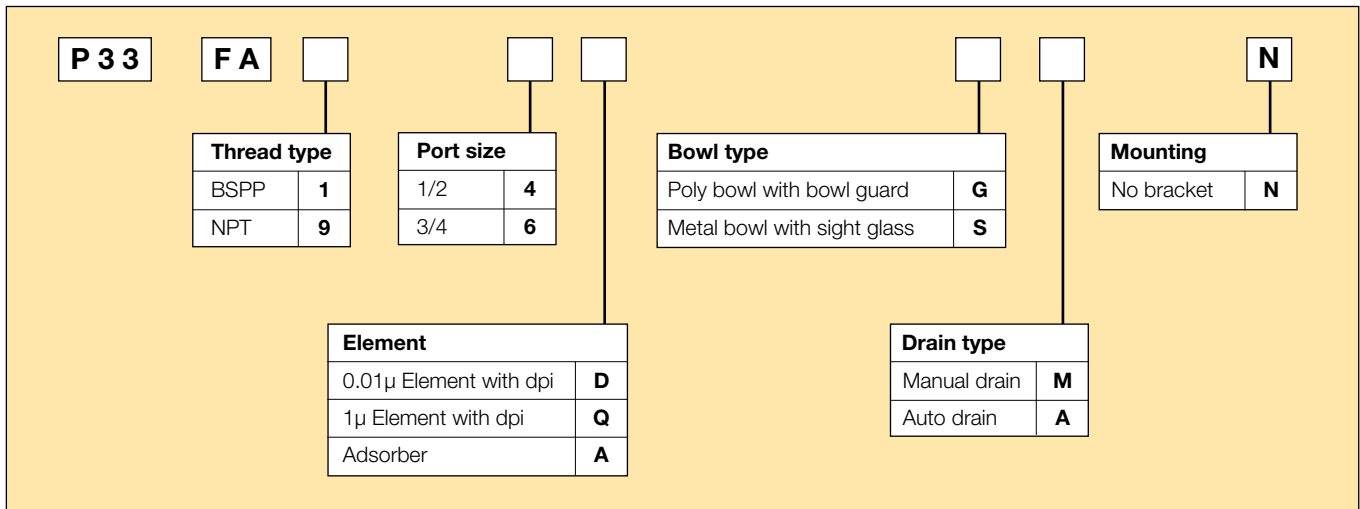 P33 FA N
Thread type
BSPP 1
NPT 9
Port size
1/2 4
3/4 6
Bowl type
Poly bowl with bowl guard G
Metal bowl with sight glass S
Mounting
No bracket N
Element
0.01µ Element with dpi D
1µ Element with dpi Q
Adsorber A
Drain type
Manual drain M
Auto drain A